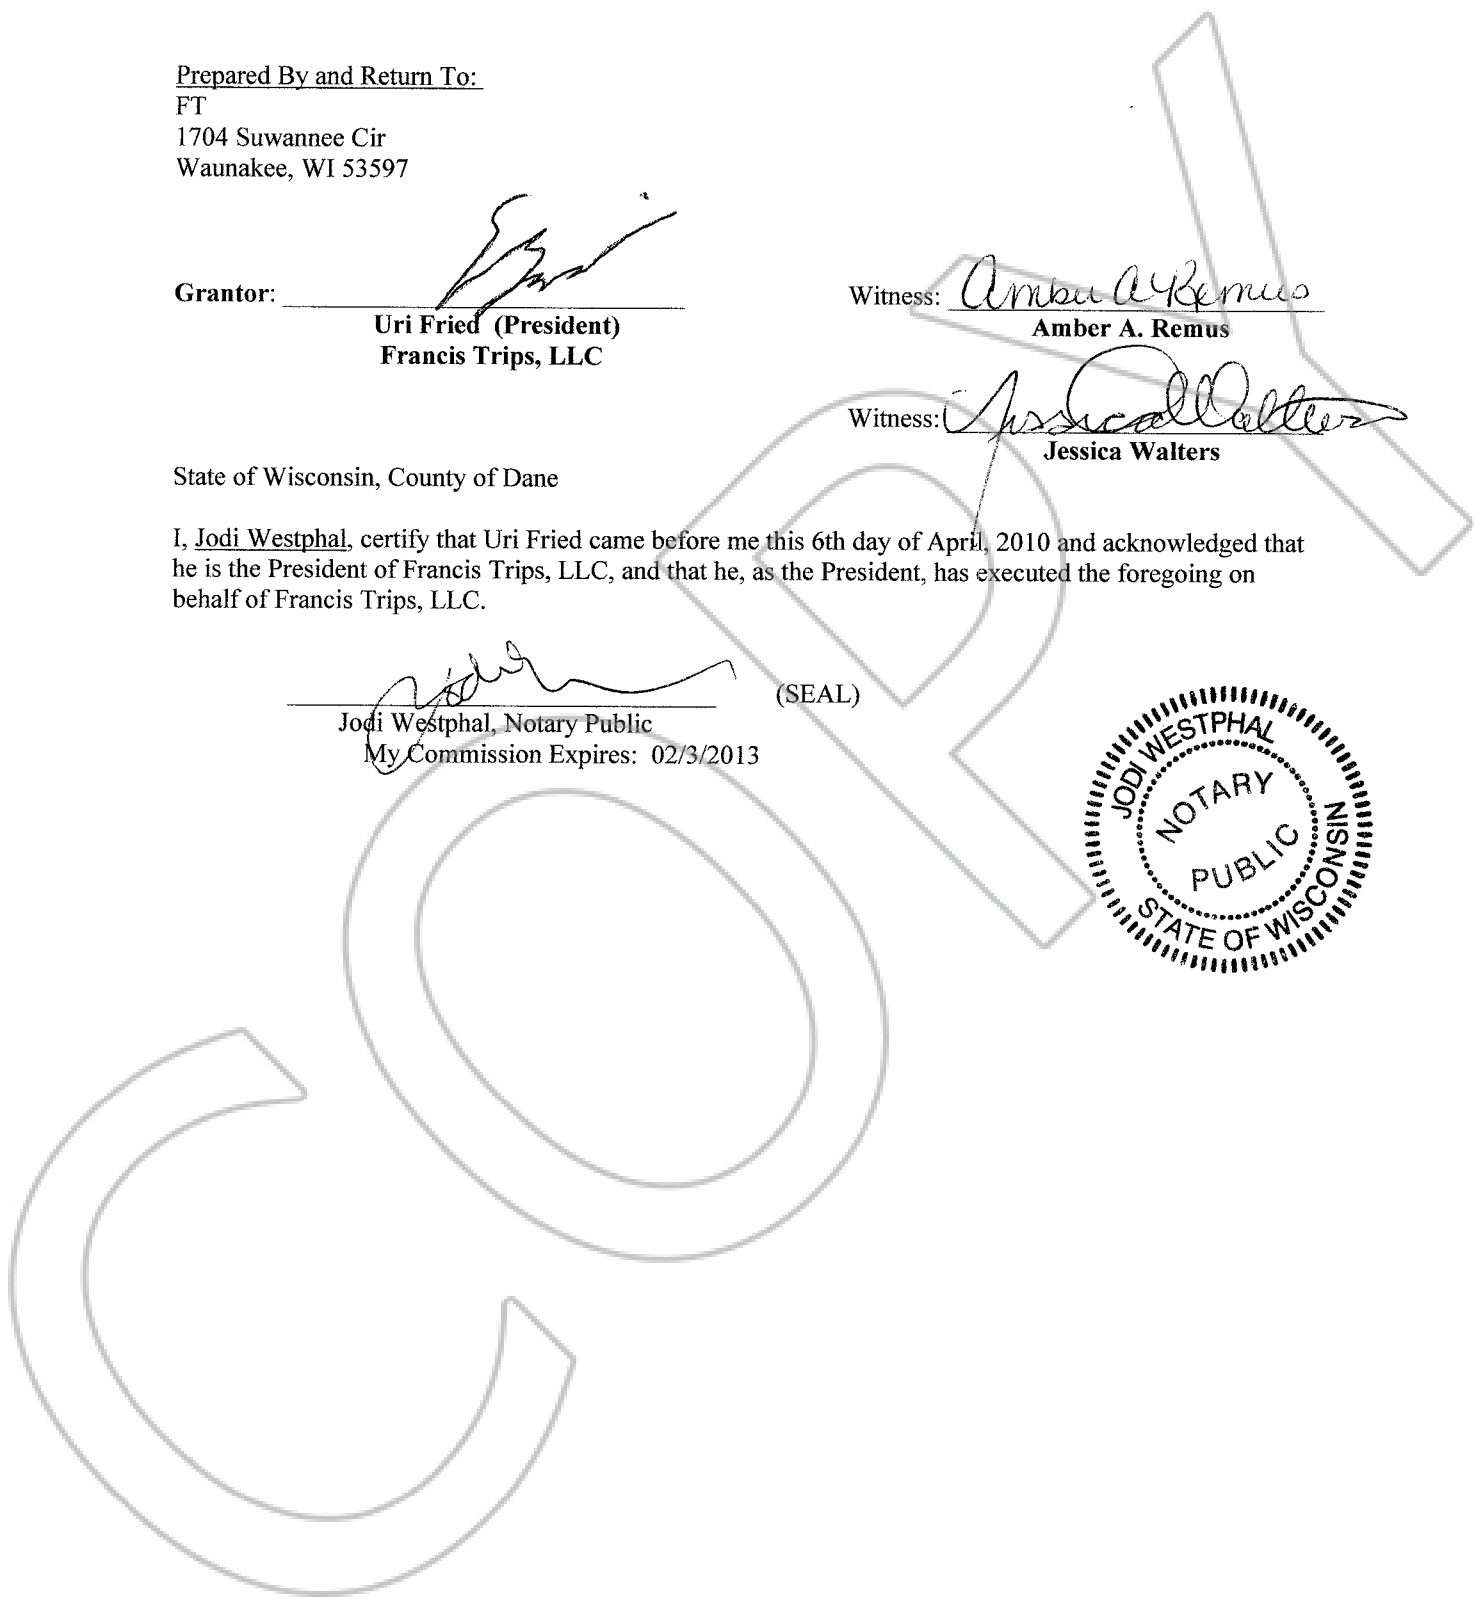 Prepared By and Return To:
FT
1704 Suwannee Cir
Waunakee, WI 53597
Grantor:
Uri Fried (President)
Francis Trips, LLC
Witness: Amber A Remus
Amber A. Remus
Witness: Jessica Walters
Jessica Walters
State of Wisconsin, County of Dane
I, Jodi Westphal, certify that Uri Fried came before me this 6th day of April, 2010 and acknowledged that
he is the President of Francis Trips, LLC, and that he, as the President, has executed the foregoing on
behalf of Francis Trips, LLC.
Jodi
(SEAL)
Jodi Westphal, Notary Public
My Commission Expires: 02/3/2013
JODI WESTPHAL
NOTARY
PUBLIC
STATE OF WISCONSIN
COPY